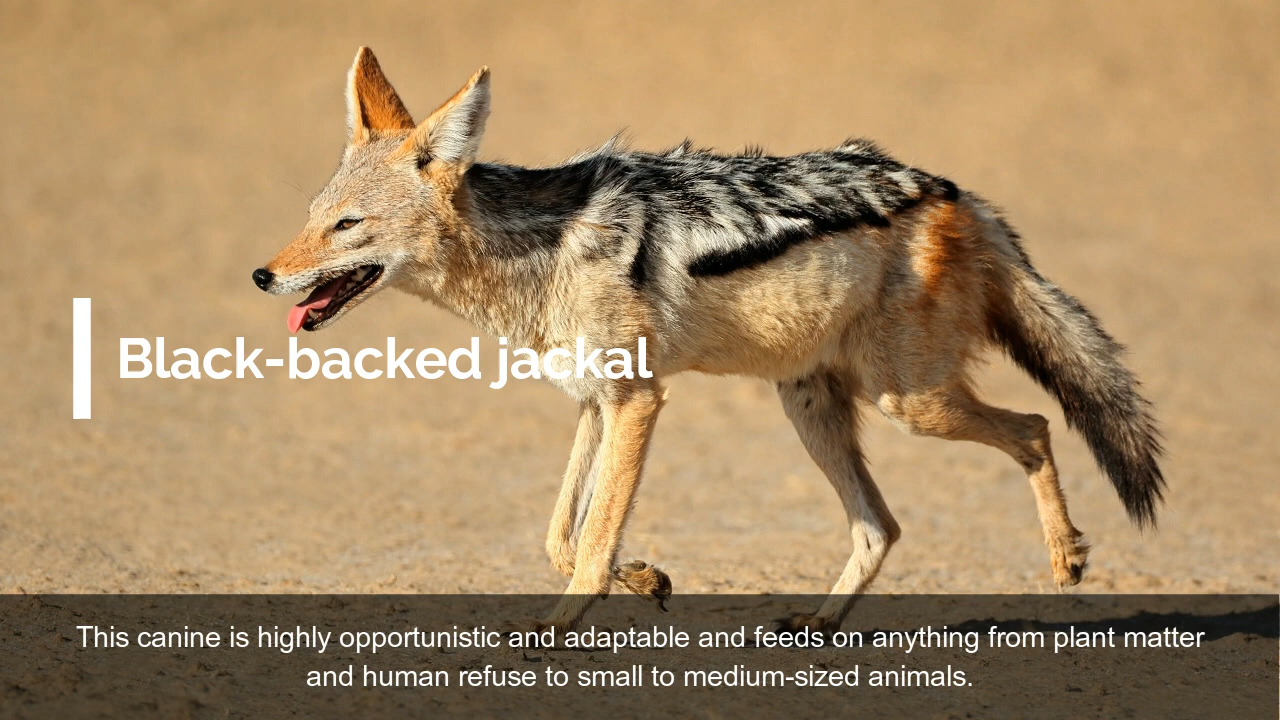 Black-backed jackal
This canine is highly opportunistic and adaptable and feeds on anything from plant matter
and human refuse to small to medium-sized animals.